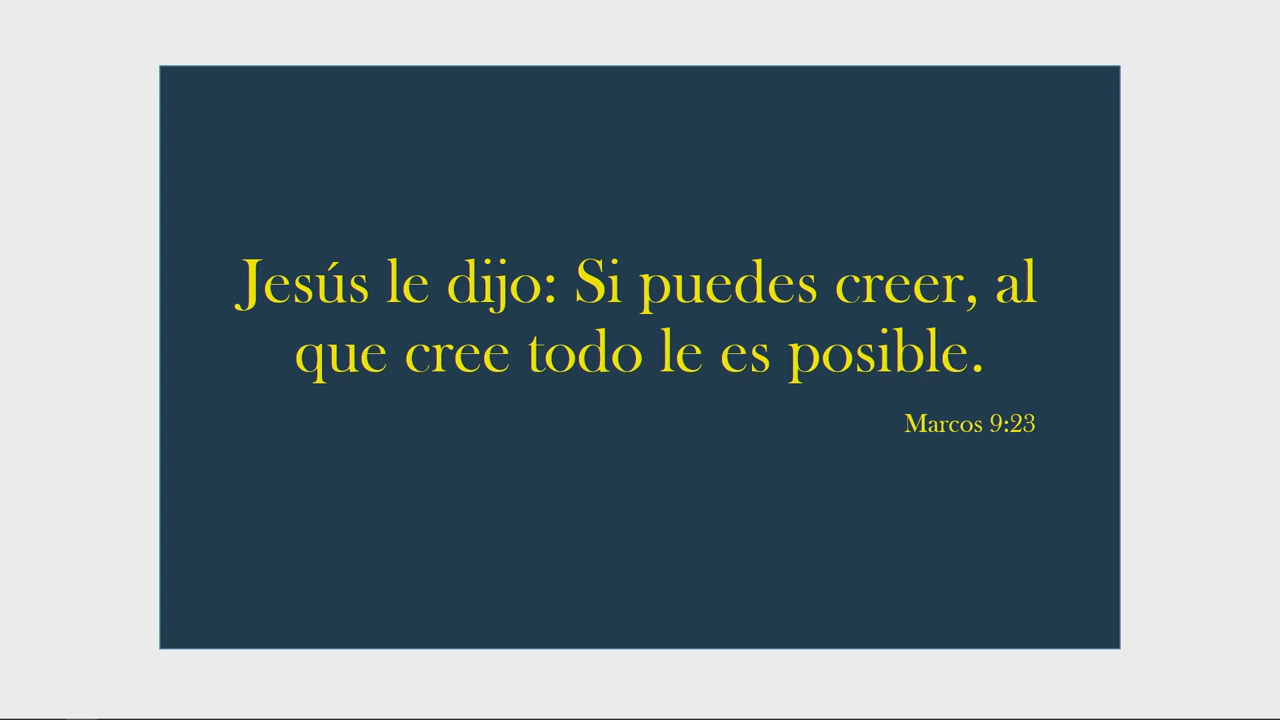 Jesús le dijo: Si puedes creer, al
que cree todo le es posible.
Marcos 9:23